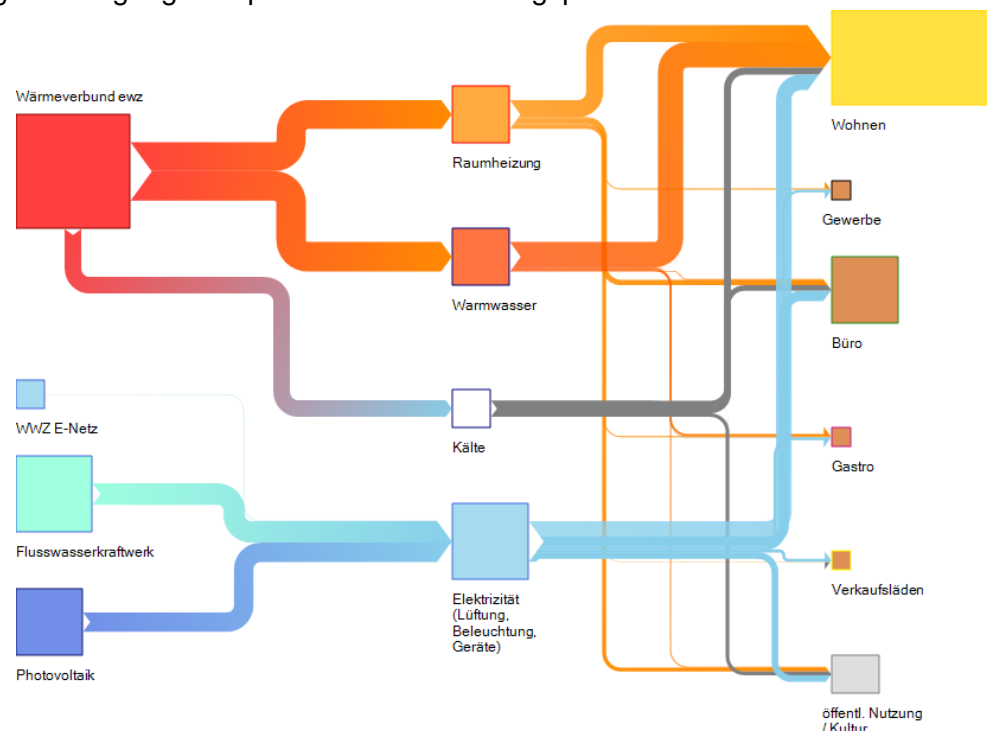 Wärmeverbund ewz
Raumheizung
Wohnen
Gewerbe
Warmwasser
Büro
WWZ E-Netz
Kälte
Gastro
Flusswasserkraftwerk
Elektrizität
(Lüftung,
Beleuchtung,
Geräte)
Verkaufsläden
Photovoltaik
öffentl. Nutzung
/ Kultur